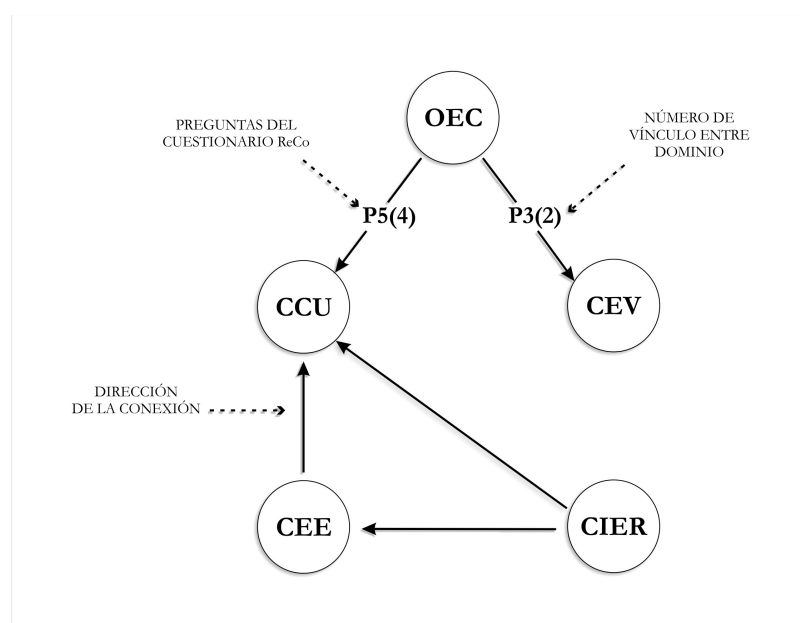 OEC
PREGUNTAS DEL
CUESTIONARIO ReCo
NÚMERO DE
VÍNCULO ENTRE
DOMINIO
P5(4)
P3(2)
CCU
CEV
DIRECCIÓN
DE LA CONEXIÓN
CEE
CIER